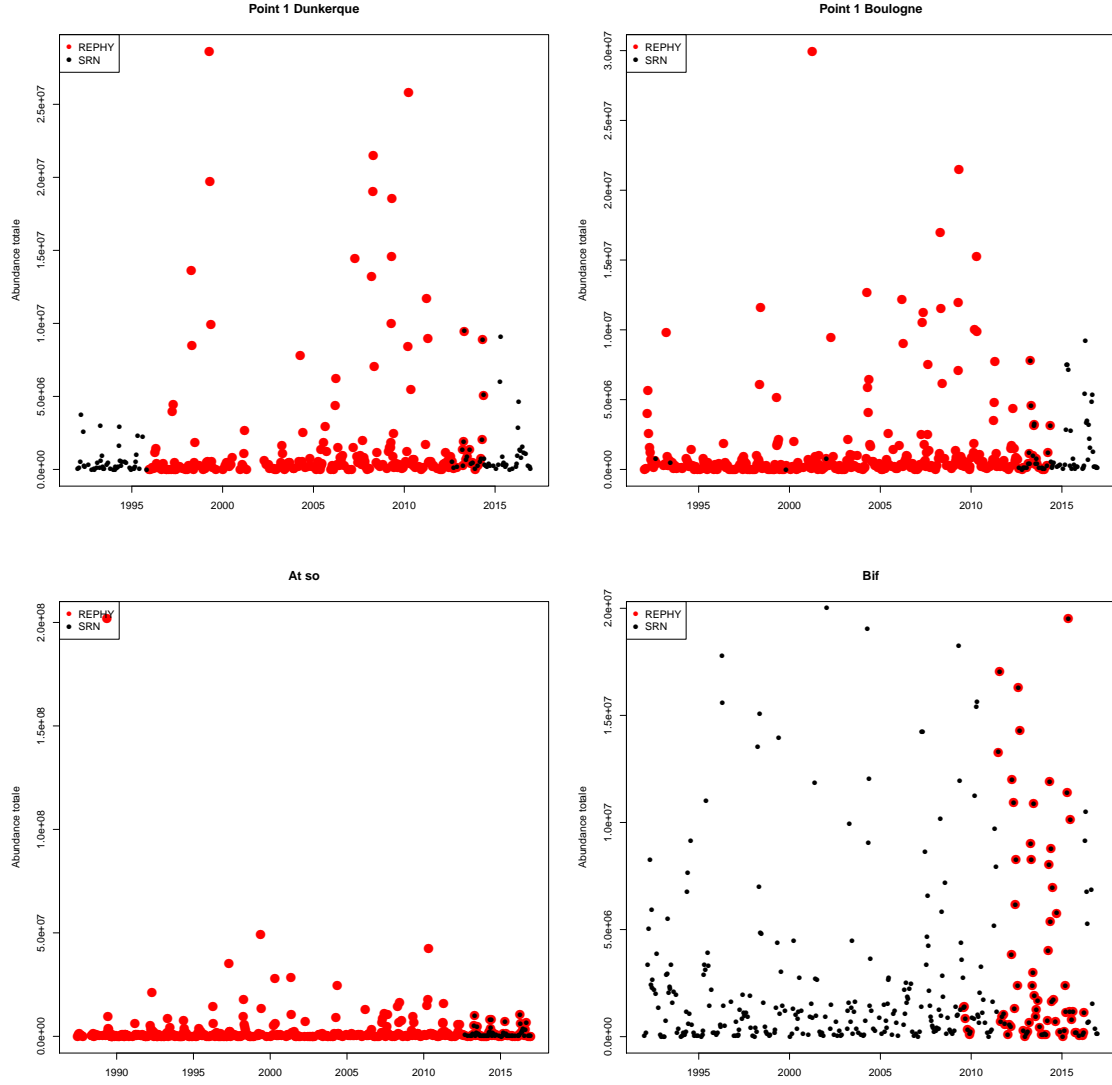 Point 1 Dunkerque
REPHY
SRN
Abundance totale
0.0e+00
5.0e+06
1.0e+07
1.5e+07
2.0e+07
2.5e+07
1995
2000
2005
2010
2015
Point 1 Boulogne
REPHY
SRN
Abundance totale
0.0e+00
5.0e+06
1.0e+07
1.5e+07
2.0e+07
2.5e+07
3.0e+07
1995
2000
2005
2010
2015
At so
REPHY
SRN
Abundance totale
0.0e+00
5.0e+07
1.0e+08
1.5e+08
2.0e+08
1990
1995
2000
2005
2010
2015
Bif
REPHY
SRN
Abundance totale
0.0e+00
5.0e+06
1.0e+07
1.5e+07
2.0e+07
1995
2000
2005
2010
2015